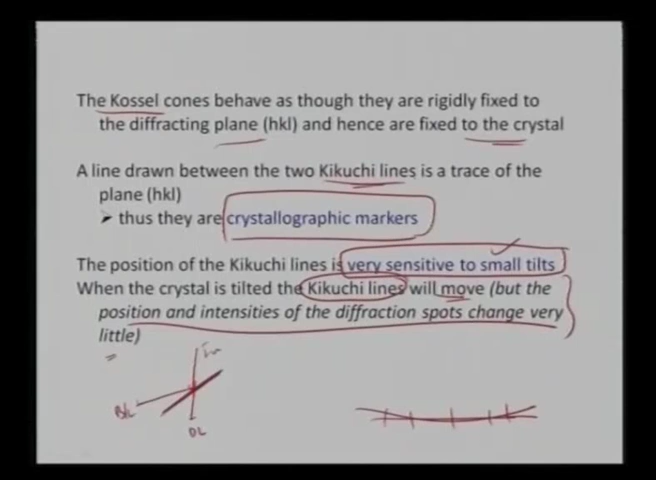 The Kossel cones behave as though they are rigidly fixed to
the diffracting plane (hkl) and hence are fixed to the crystal
A line drawn between the two Kikuchi lines is a trace of the
plane (hkl)
➤ thus they are crystallographic markers
The position of the Kikuchi lines is very sensitive to small tilts
When the crystal is tilted the Kikuchi lines will move (but the
position and intensities of the diffraction spots change very
little)
DL